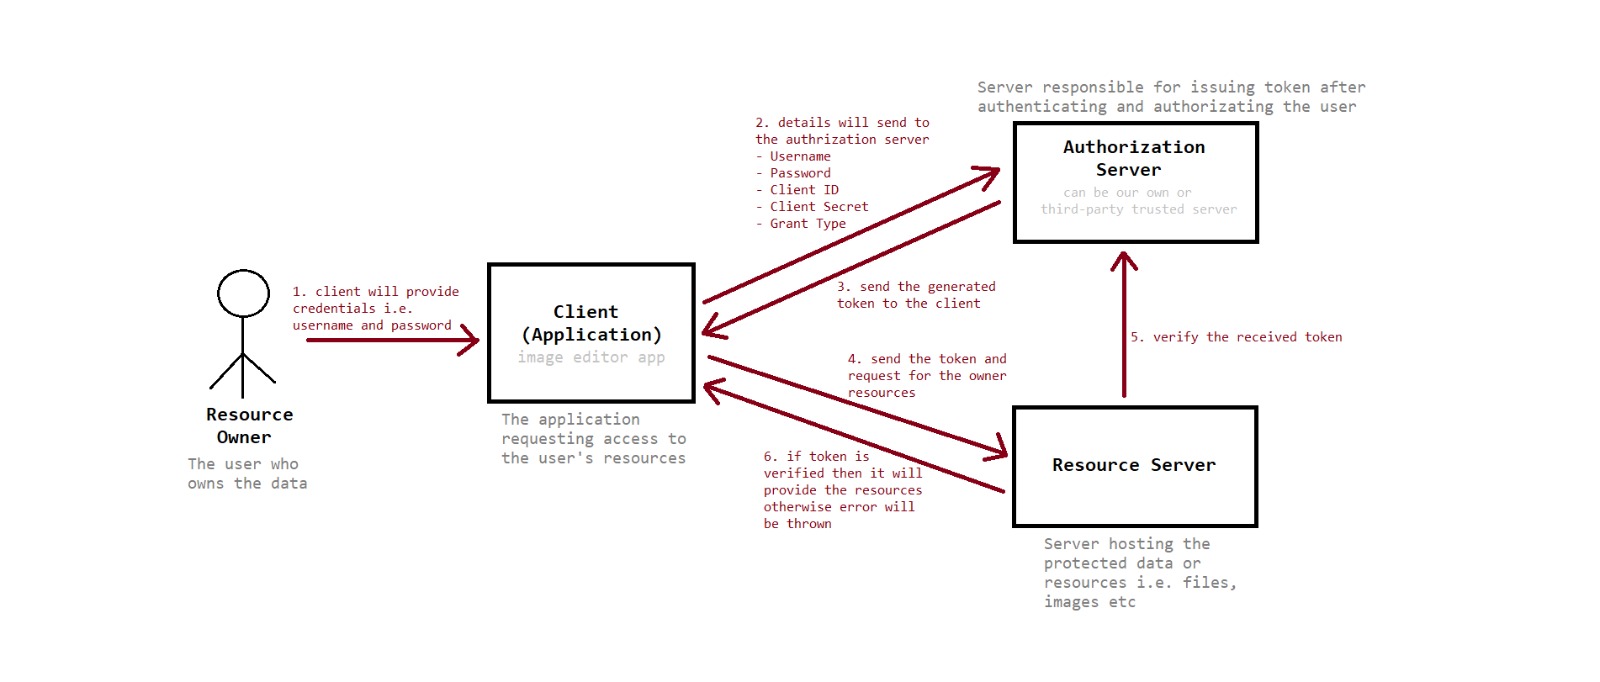 Server responsible for issuing token after
authenticating and authorizating the user
Authorization
Server
can be our own or
third-party trusted server
2. details will send to
the authrization server
- Username
- Password
- Client ID
- Client Secret
- Grant Type
3. send the generated
token to the client
1. client will provide
credentials i.e.
username and password
Client
(Application)
image editor app
The application
requesting access to
the user's resources
Resource
Owner
The user who
owns the data
4. send the token and
request for the owner
resources
5. verify the received token
6. if token is
verified then it will
provide the resources
otherwise error will
be thrown
Resource Server
Server hosting the
protected data or
resources i.e. files,
images etc